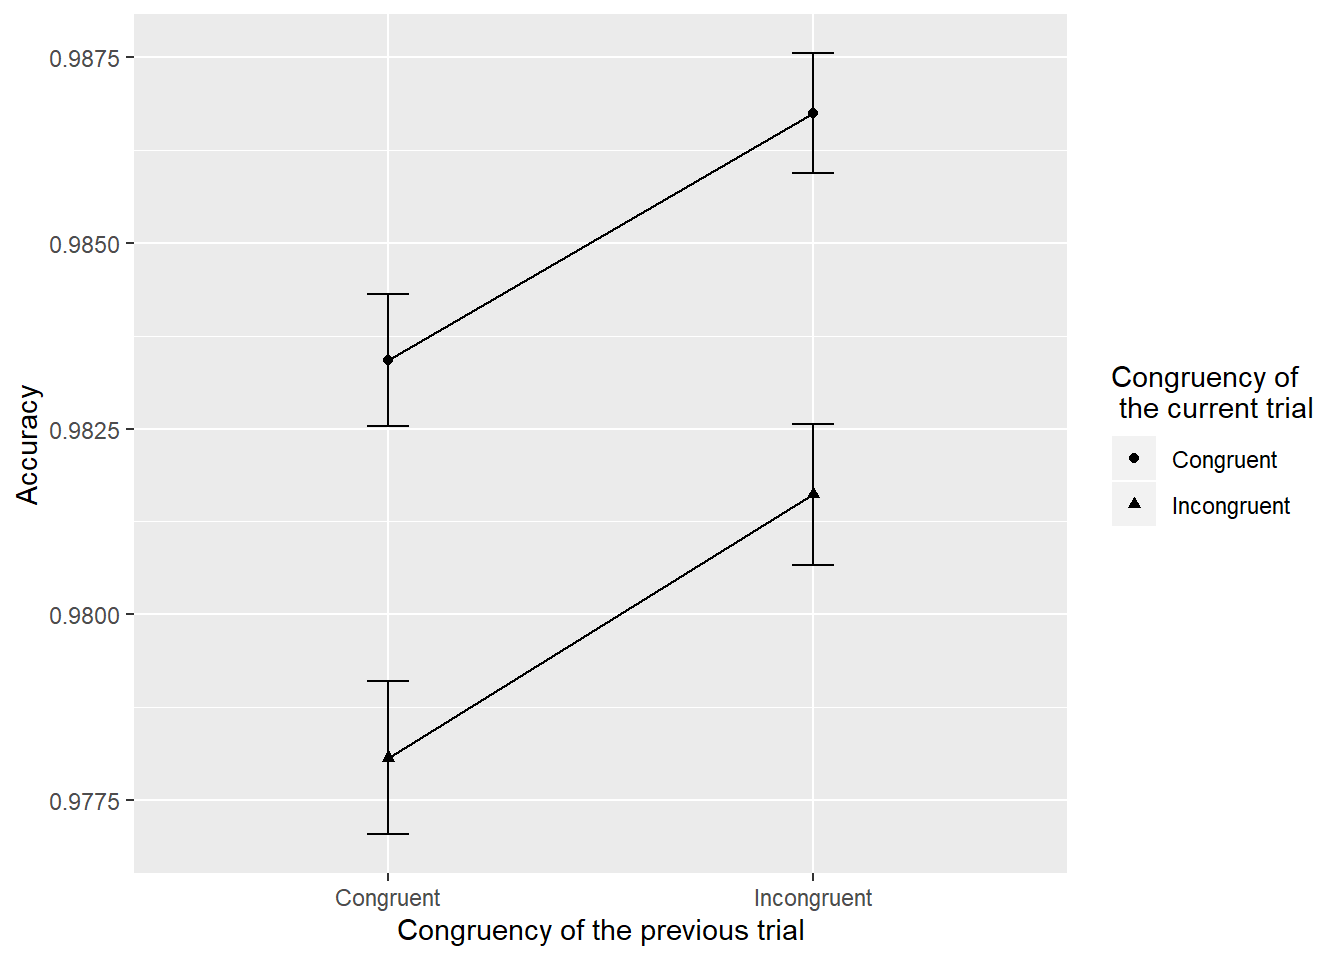 0.9875
0.9850
0.9825
0.9800
0.9775
Accuracy
Congruent
Incongruent
Congruency of the previous trial
Congruency of
the current trial
Congruent
Incongruent